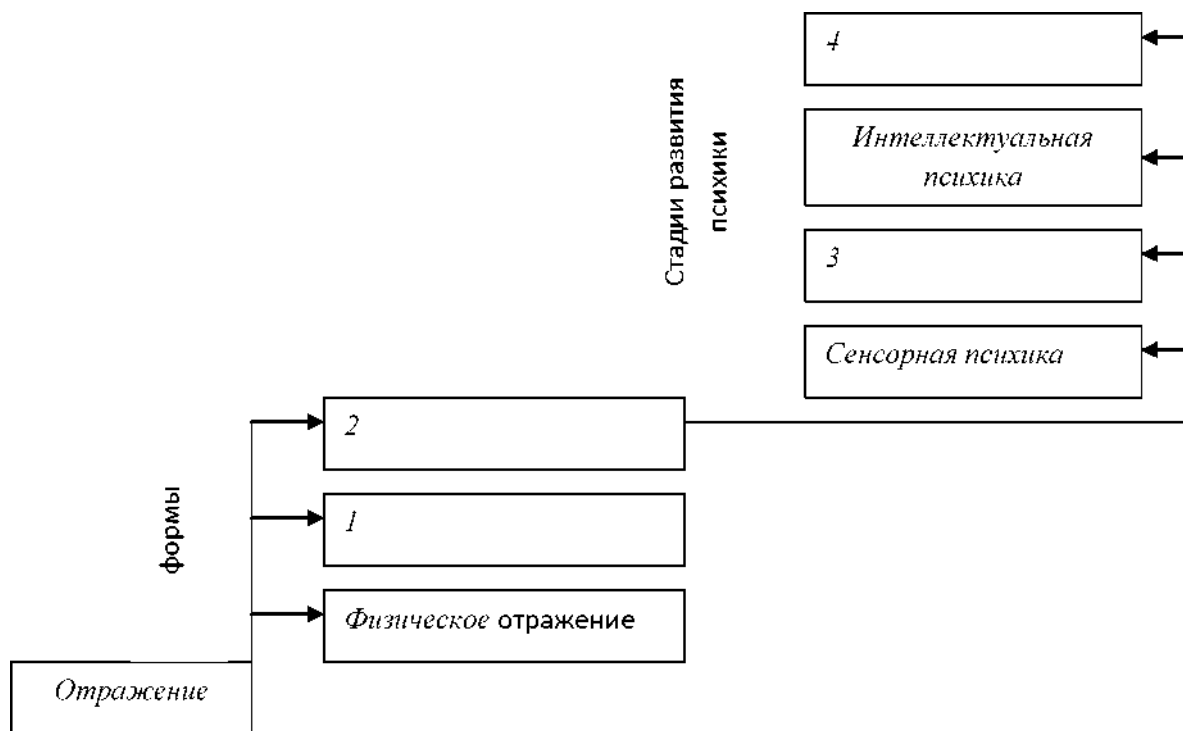 4
Стадии развития
психики
Интеллектуальная
психика
3
Сенсорная психика
2
формы
1
Физическое отражение
Отражение